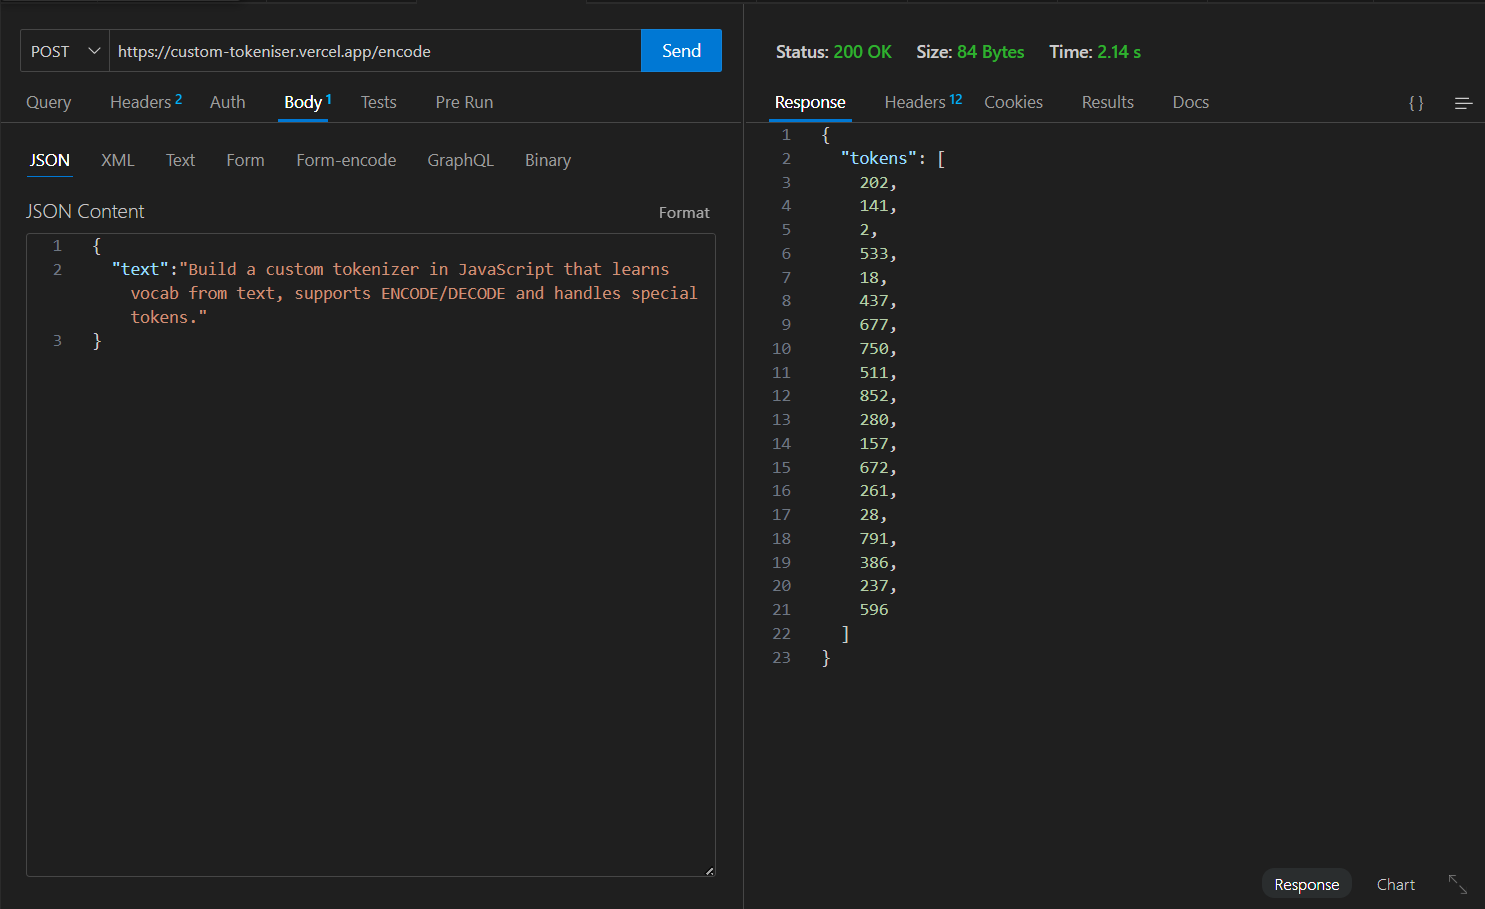 POST https://custom-tokeniser.vercel.app/encode Send
Query Headers 2 Auth Body 1 Tests Pre Run
JSON XML Text Form Form-encode GraphQL Binary
JSON Content Format
1 {
2 "text":"Build a custom tokenizer in JavaScript that learns
vocab from text, supports ENCODE/DECODE and handles special
tokens."
3 }
Status: 200 OK Size: 84 Bytes Time: 2.14 s
Response Headers 12 Cookies Results Docs { }
1 {
2 "tokens": [
3 202,
4 141,
5 2,
6 533,
7 18,
8 437,
9 677,
10 750,
11 511,
12 852,
13 280,
14 157,
15 672,
16 261,
17 28,
18 791,
19 386,
20 237,
21 596
22 ]
23 }
Response Chart